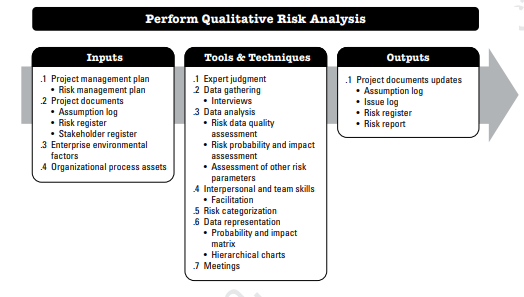 Perform Qualitative Risk Analysis
Inputs
.1 Project management plan
• Risk management plan
.2 Project documents
• Assumption log
• Risk register
• Stakeholder register
.3 Enterprise environmental
factors
.4 Organizational process assets
Tools & Techniques
.1 Expert judgment
.2 Data gathering
• Interviews
.3 Data analysis
• Risk data quality
assessment
• Risk probability and impact
assessment
• Assessment of other risk
parameters
.4 Interpersonal and team skills
• Facilitation
.5 Risk categorization
.6 Data representation
• Probability and impact
matrix
• Hierarchical charts
.7 Meetings
Outputs
.1 Project documents updates
• Assumption log
• Issue log
• Risk register
• Risk report